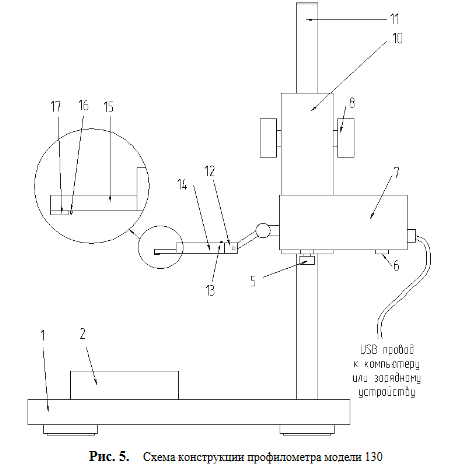 11
10
17
16
15
8
12
14
7
13
5
6
1
2
USB провод
к компьютеру
или зарядному
устройству
Рис. 5. Схема конструкции профилометра модели 130